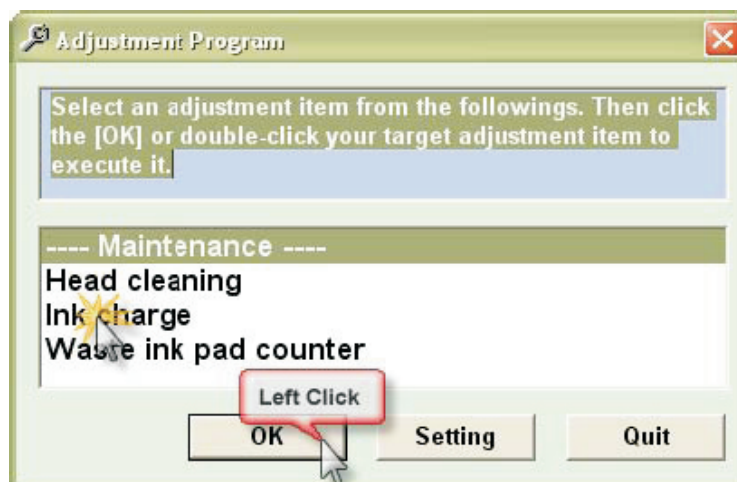 Adjustment Program
Select an adjustment item from the followings. Then click
the [OK] or double-click your target adjustment item to
execute it.
---- Maintenance ----
Head cleaning
Ink charge
Waste ink pad counter
Left Click
OK Setting Quit